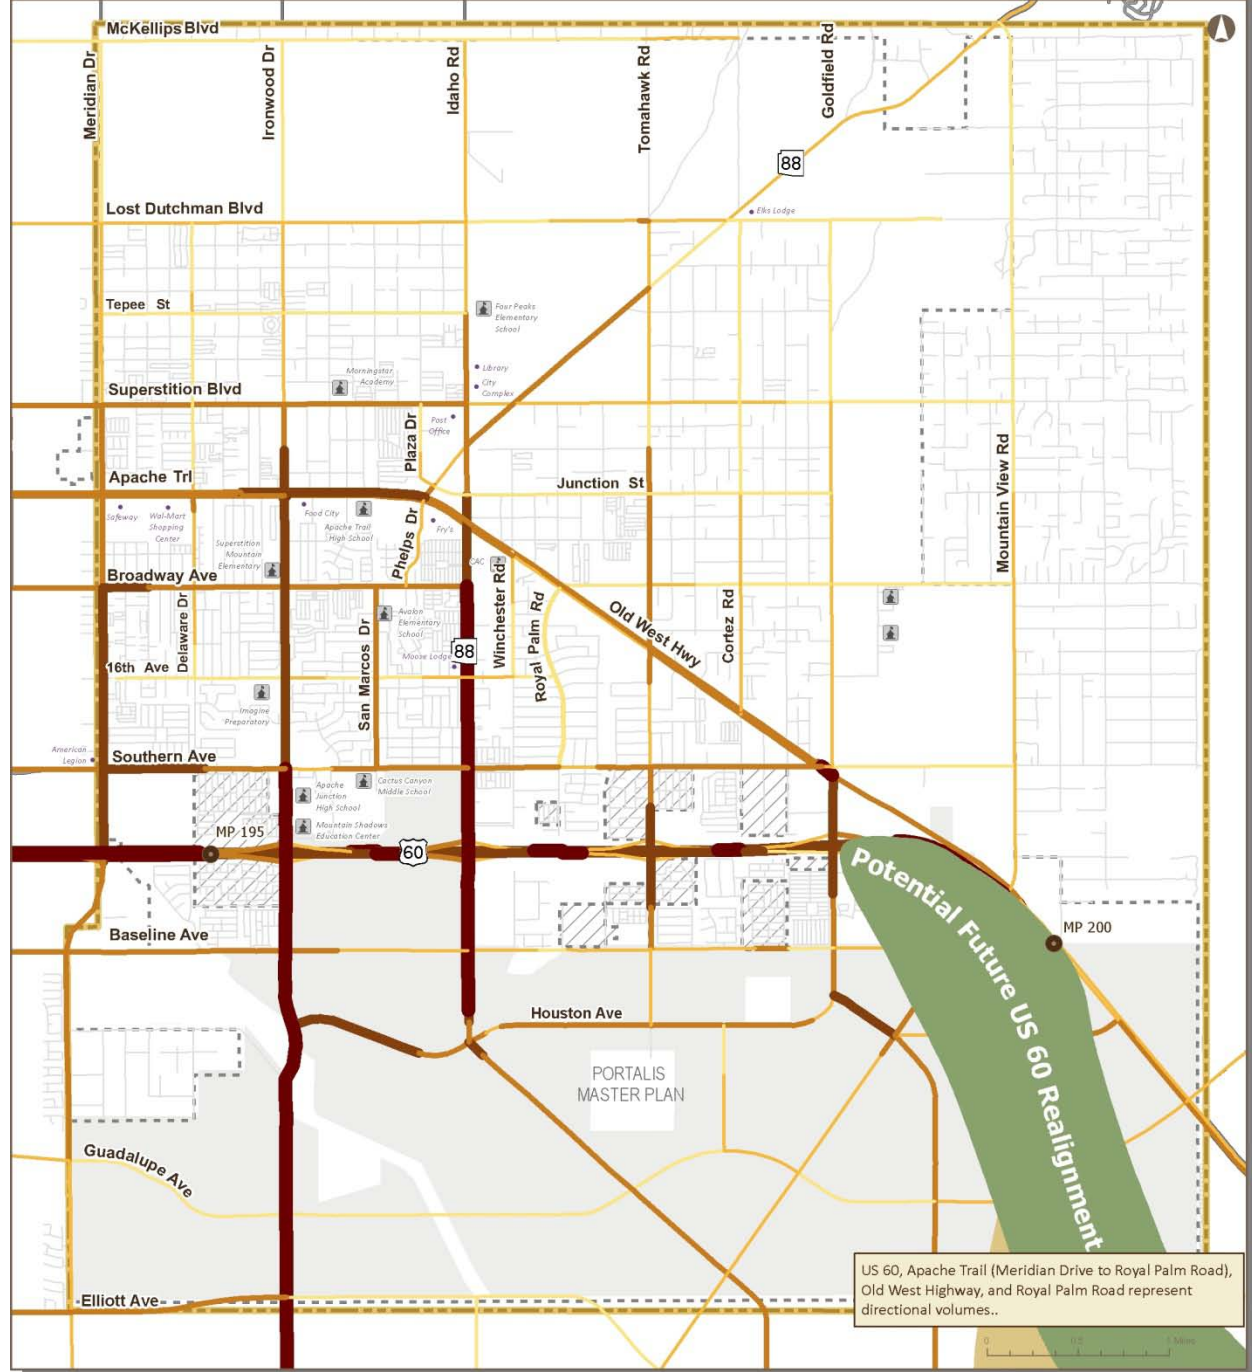 McKellips Blvd
Meridian Dr
Ironwood Dr
Idaho Rd
Tomahawk Rd
Goldfield Rd
88
Lost Dutchman Blvd
Elks Lodge
Tepee St
Four Peaks
Elementary
School
Morningstar
Academy
Library
City
Complex
Superstition Blvd
Post
Office
Plaza Dr
Mountain View Rd
Apache Trl
Junction St
Safeway
Wal-Mart
Shopping
Center
Food City
Apache Trail
High School
Phelps Dr
Fry's
Superstition
Mountain
Elementary
CAC
Broadway Ave
Winchester Rd
Royal Palm Rd
Old West Hwy
Cortez Rd
Delaware Dr
San Marcos Dr
Avalon
Elementary
School
Moose Lodge
88
16th Ave
Imagine
Preparatory
American
Legion
Southern Ave
Apache
Junction
High School
Cactus Canyon
Middle School
Mountain Shadows
Education Center
MP 195
60
Potential Future US 60 Realignment
MP 200
Baseline Ave
Houston Ave
PORTALIS
MASTER PLAN
Guadalupe Ave
Elliott Ave
US 60, Apache Trail (Meridian Drive to Royal Palm Road),
Old West Highway, and Royal Palm Road represent
directional volumes..
0 0.5 1 Miles